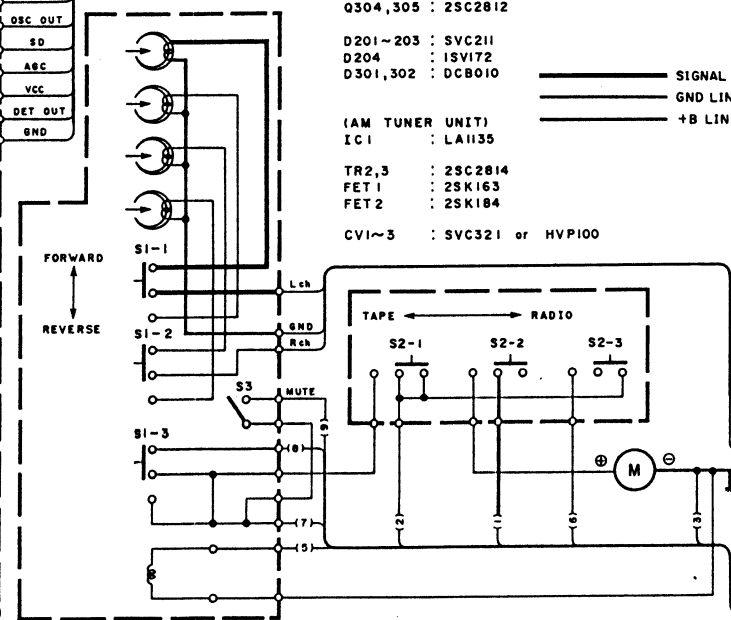 OSC OUT
SD
AGC
VCC
DET OUT
GND
Q304,305 : 2SC2812
D201~203 : SVC211
D204 : ISV172
D301,302 : DCB010
(AM TUNER UNIT)
IC1 : LA1135
TR2,3 : 2SC2814
FET1 : 2SK163
FET2 : 2SK184
CV1~3 : SVC321 or HVP100
SIGNAL
GND LIN
+B LIN
FORWARD
REVERSE
S1-1
S1-2
S1-3
S3
Lch
GND
Rch
MUTE
TAPE
RADIO
S2-1
S2-2
S2-3
(9)
(8)
(7)
(5)
(2)
(1)
(6)
(3)
⊕
M
⊖